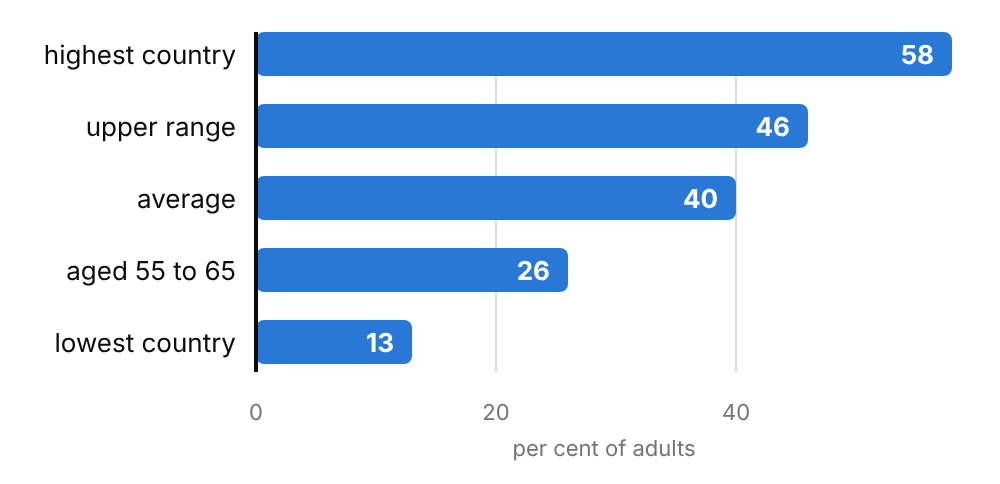 highest country 58
upper range 46
average 40
aged 55 to 65 26
lowest country 13
0 20 40
per cent of adults